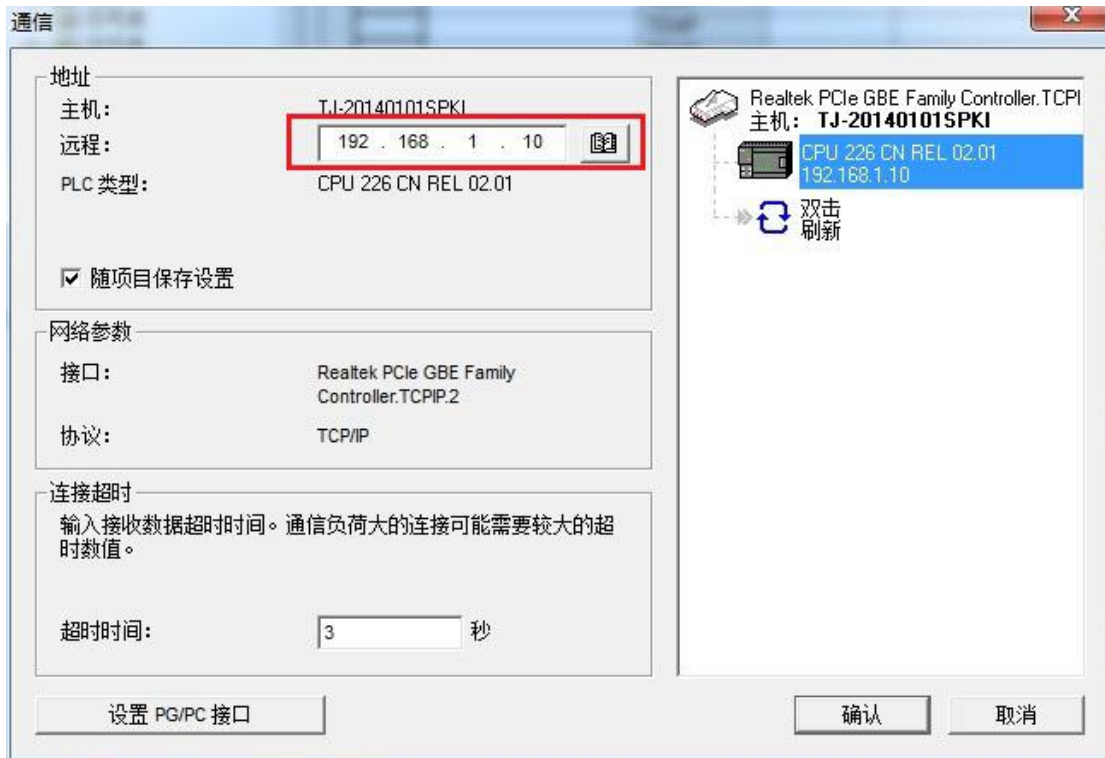 通信
地址
主机: TJ-20140101SPKI
远程: 192 . 168 . 1 . 10
PLC 类型: CPU 226 CN REL 02.01
随项目保存设置
网络参数
接口: Realtek PCIe GBE Family
Controller.TCPIP.2
协议: TCP/IP
连接超时
输入接收数据超时时间。通信负荷大的连接可能需要较大的超
时数值。
超时时间: 3 秒
设置 PG/PC 接口
Realtek PCIe GBE Family Controller.TCPI
主机: TJ-20140101SPKI
CPU 226 CN REL 02.01
192.168.1.10
双击
刷新
确认
取消